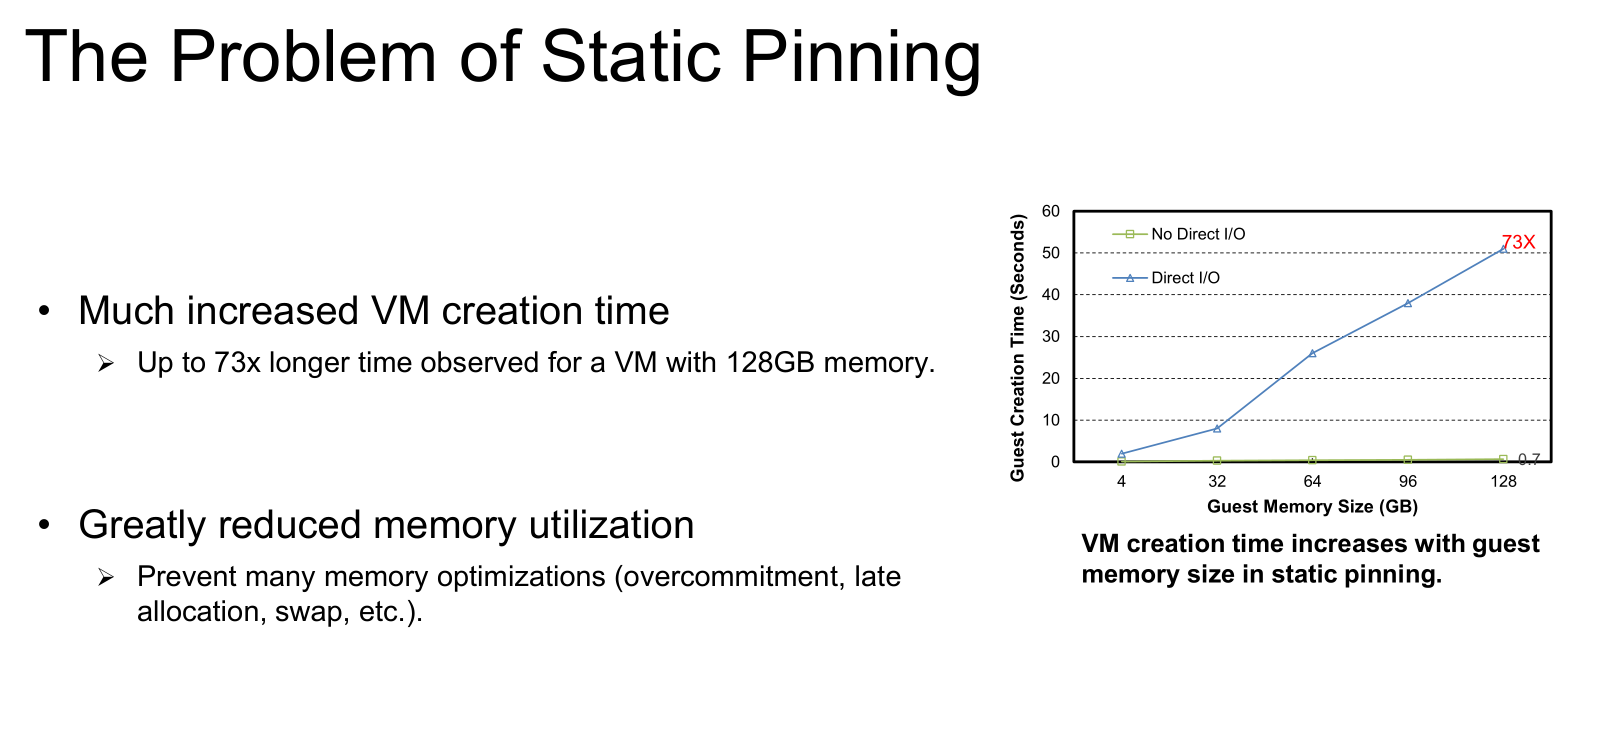 The Problem of Static Pinning
• Much increased VM creation time
➢ Up to 73x longer time observed for a VM with 128GB memory.
• Greatly reduced memory utilization
➢ Prevent many memory optimizations (overcommitment, late
allocation, swap, etc.).
Guest Creation Time (Seconds)
60
50
40
30
20
10
0
No Direct I/O
Direct I/O
73X
0.7
4 32 64 96 128
Guest Memory Size (GB)
VM creation time increases with guest
memory size in static pinning.